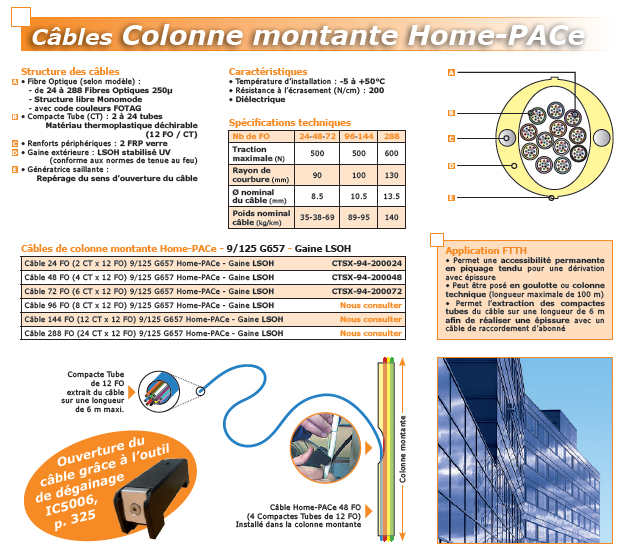 Câbles Colonne montante Home-PACe
Structure des câbles
A • Fibre Optique (selon modèle) :
- de 24 à 288 Fibres Optiques 250µ
- Structure libre Monomode
- avec code couleurs FOTAG
B • Compacte Tube (CT) : 2 à 24 tubes
Matériau thermoplastique déchirable
(12 FO / CT)
C • Renforts périphériques : 2 FRP verre
D • Gaine extérieure : LSOH stabilisé UV
(conforme aux normes de tenue au feu)
E • Génératrice saillante :
Repérage du sens d'ouverture du câble
Caractéristiques
• Température d'installation : -5 à +50°C
• Résistance à l'écrasement (N/cm) : 200
• Diélectrique
Spécifications techniques
Nb de FO 24-48-72 96-144 288
Traction
maximale (N) 500 500 600
Rayon de
courbure (mm) 90 100 130
Ø nominal
du câble (mm) 8.5 10.5 13.5
Poids nominal
câble (kg/km) 35-38-69 89-95 140
A
B
C
D
E
Câbles de colonne montante Home-PACe - 9/125 G657 - Gaine LSOH
Câble 24 FO (2 CT x 12 FO) 9/125 G657 Home-PACe - Gaine LSOH CTSX-94-200024
Câble 48 FO (4 CT x 12 FO) 9/125 G657 Home-PACe - Gaine LSOH CTSX-94-200048
Câble 72 FO (6 CT x 12 FO) 9/125 G657 Home-PACe - Gaine LSOH CTSX-94-200072
Câble 96 FO (8 CT x 12 FO) 9/125 G657 Home-PACe - Gaine LSOH Nous consulter
Câble 144 FO (12 CT x 12 FO) 9/125 G657 Home-PACe - Gaine LSOH Nous consulter
Câble 288 FO (24 CT x 12 FO) 9/125 G657 Home-PACe - Gaine LSOH Nous consulter
Application FTTH
• Permet une accessibilité permanente
en piquage tendu pour une dérivation
avec épissure
• Peut être posé en goulotte ou colonne
technique (longueur maximale de 100 m)
• Permet l'extraction des compactes
tubes du câble sur une longueur de 6 m
afin de réaliser une épissure avec un
câble de raccordement d'abonné
Compacte Tube
de 12 FO
extrait du câble
sur une longueur
de 6 m maxi.
Colonne montante
Ouverture du
câble grâce à l'outil
de dégainage
IC5006,
p. 325
Câble Home-PACe 48 FO
(4 Compactes Tubes de 12 FO)
Installé dans la colonne montante